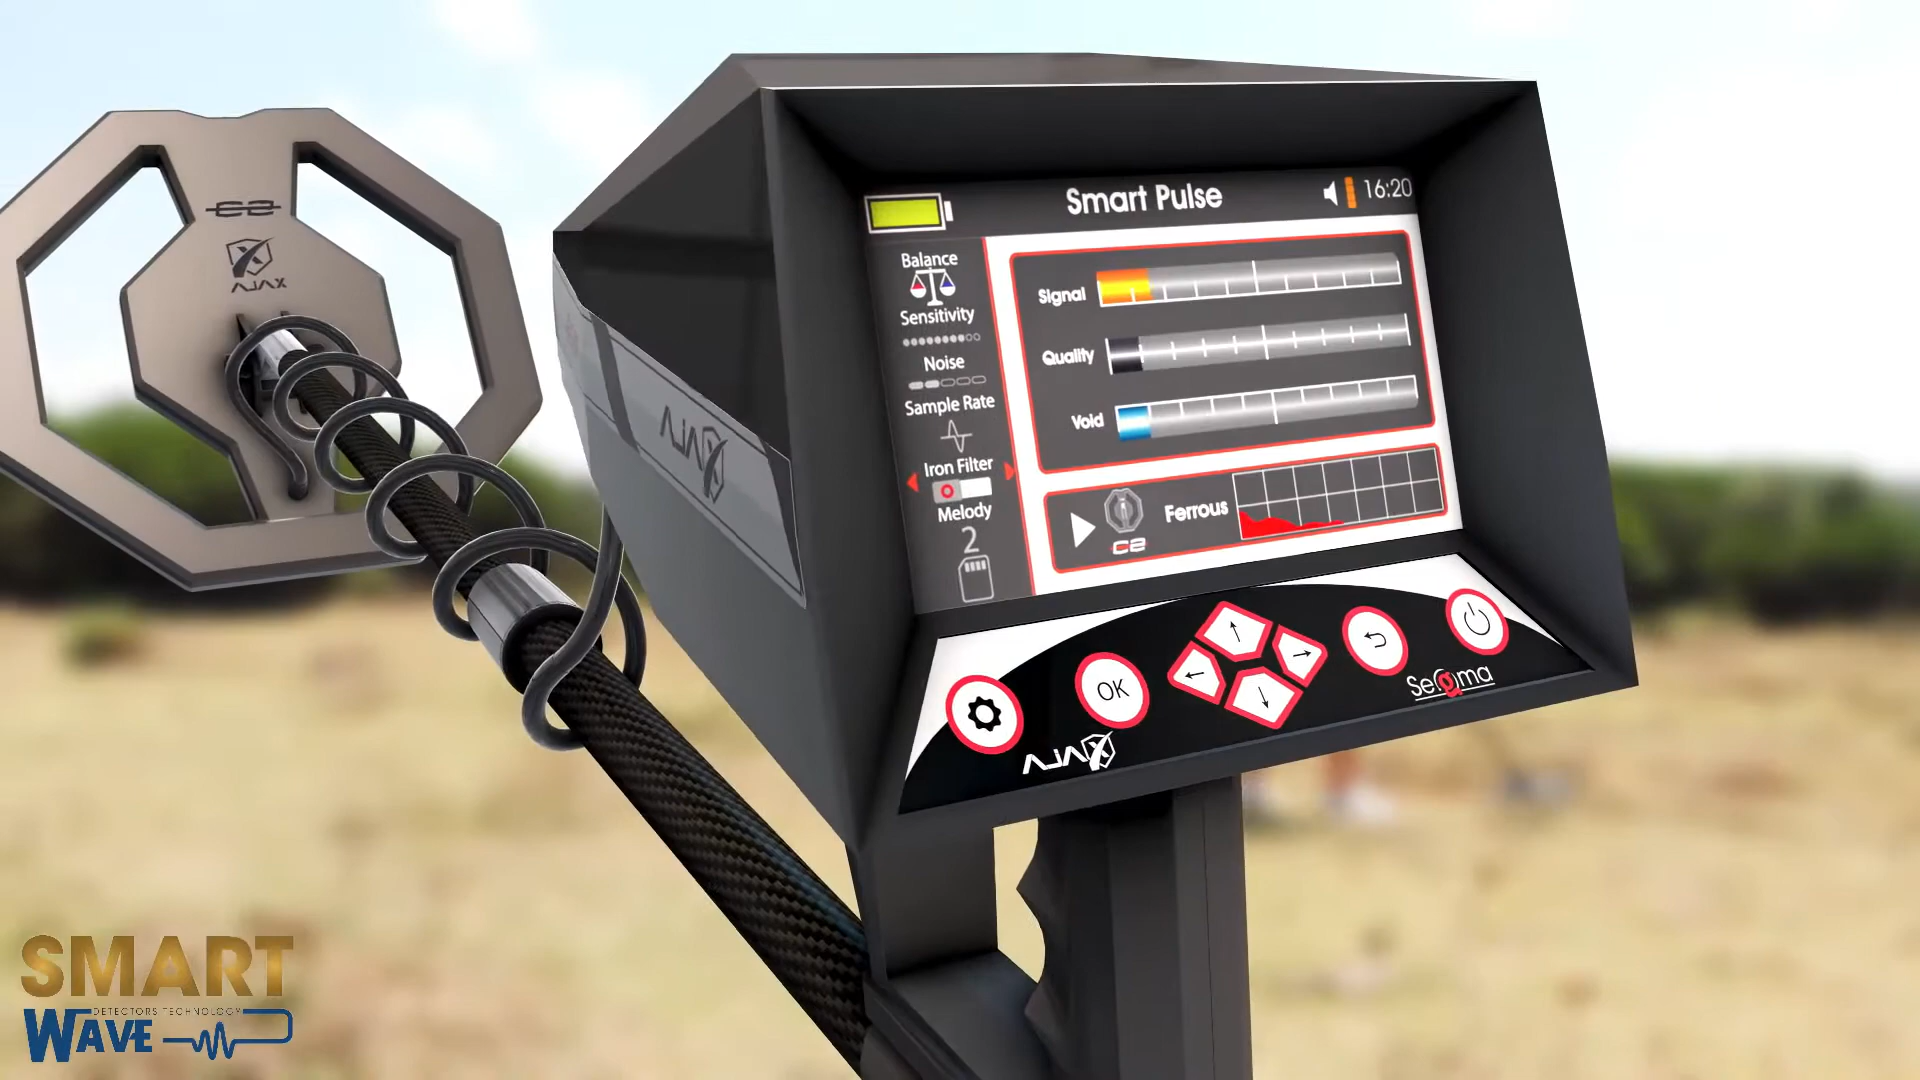 C2
AJAX
AJAX
Smart Pulse
16:20
Balance
Sensitivity
Noise
Sample Rate
Iron Filter
Melody
2
Signal
Quality
Void
C2
Ferrous
OK
AJAX
Segma
SMART
DETECTORS TECHNOLOGY
WAVE